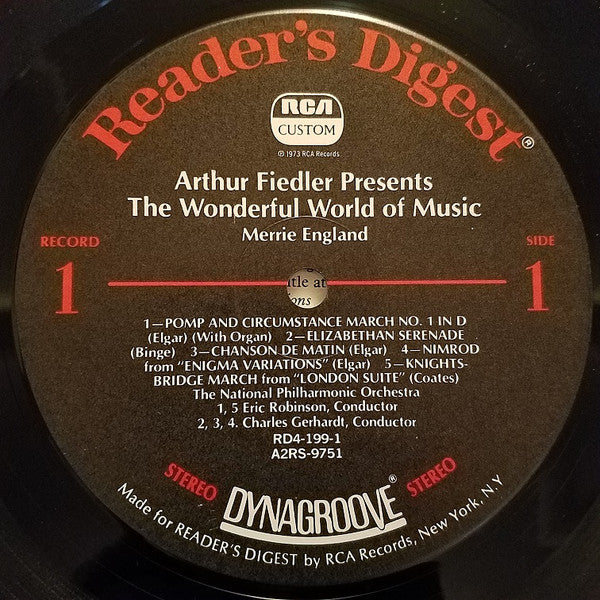 Reader's Digest®
RCA
CUSTOM
℗ 1973 RCA Records
Arthur Fiedler Presents
The Wonderful World of Music
Merrie England
RECORD
1
SIDE
1
tle at
ons
1—POMP AND CIRCUMSTANCE MARCH NO. 1 IN D
(Elgar) (With Organ) 2—ELIZABETHAN SERENADE
(Binge) 3—CHANSON DE MATIN (Elgar) 4—NIMROD
from "ENIGMA VARIATIONS" (Elgar) 5—KNIGHTS-
BRIDGE MARCH from "LONDON SUITE" (Coates)
The National Philharmonic Orchestra
1, 5 Eric Robinson, Conductor
2, 3, 4. Charles Gerhardt, Conductor
RD4-199-1
A2RS-9751
STEREO
DYNAGROOVE®
STEREO
Made for READER'S DIGEST by RCA Records, New York, N.Y